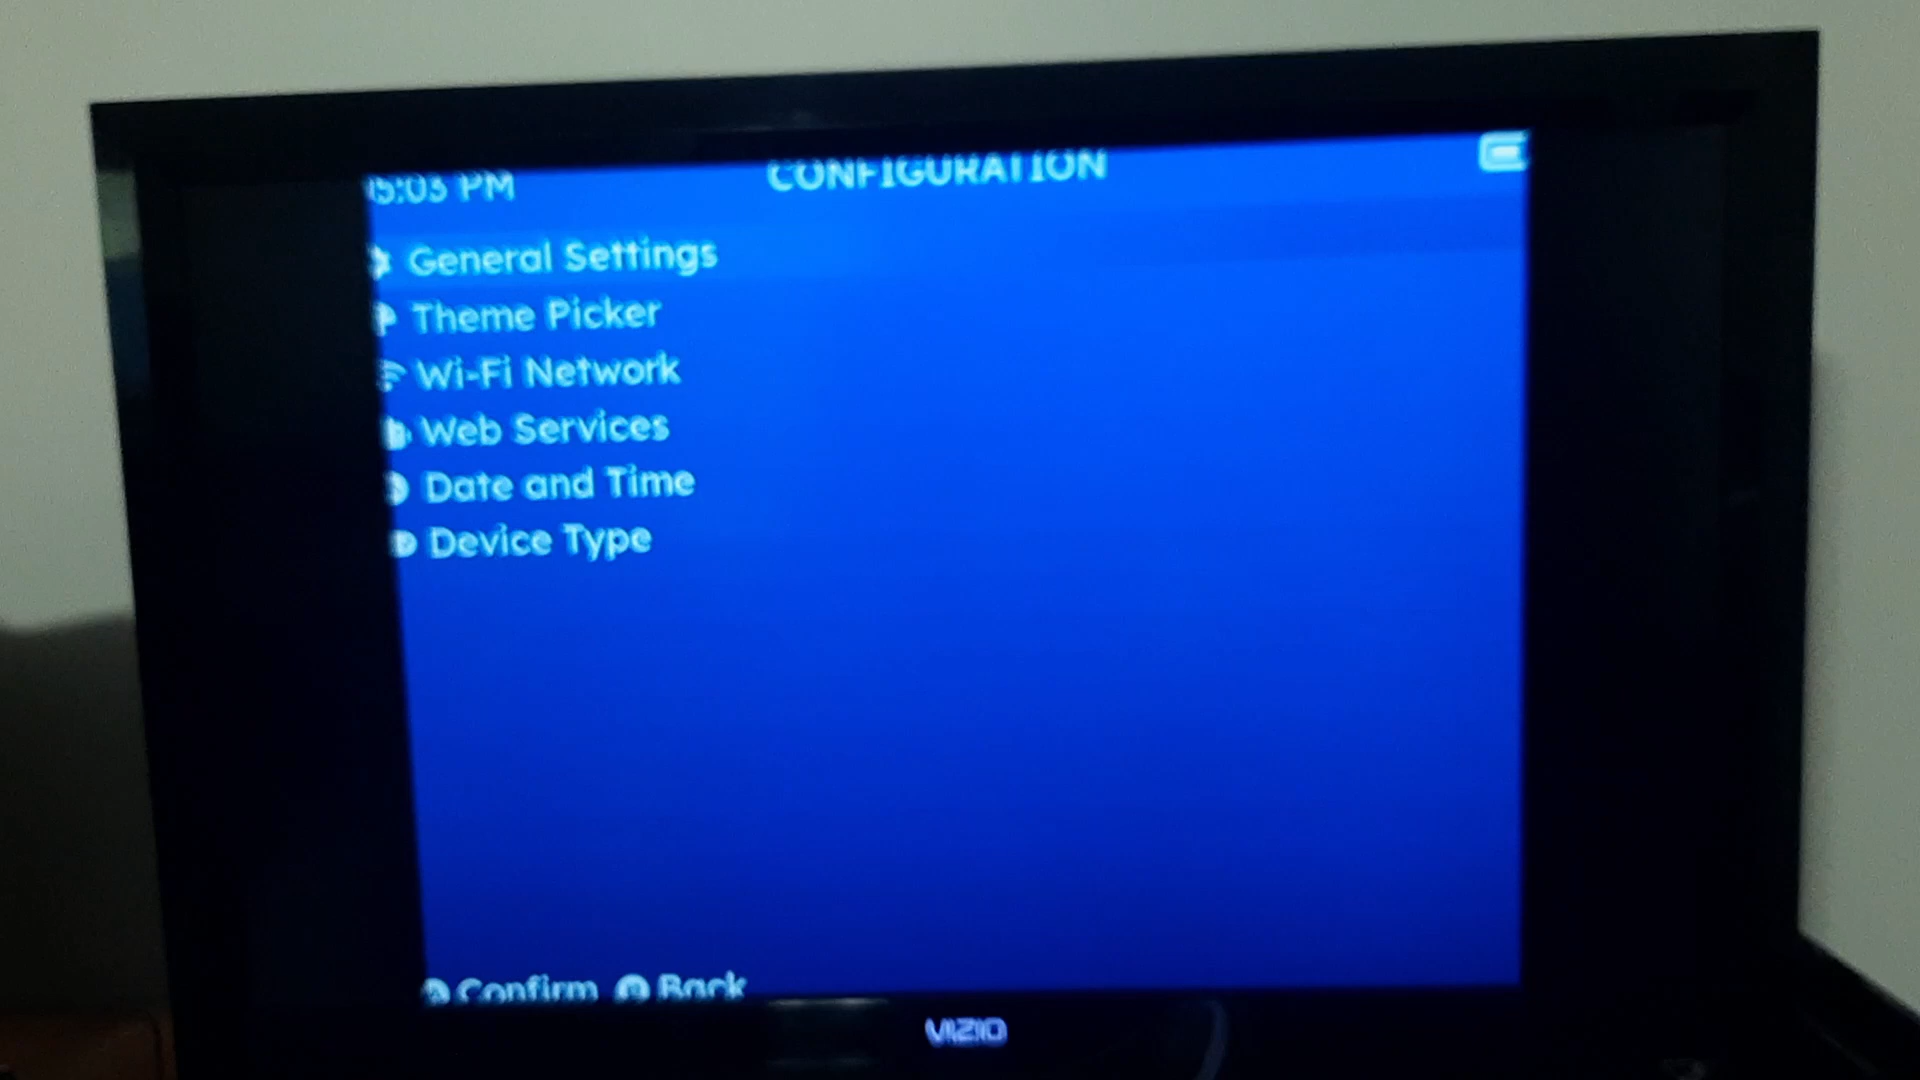 5:03 PM
CONFIGURATION
General Settings
Theme Picker
Wi-Fi Network
Web Services
Date and Time
Device Type
Confirm Back
VIZIO